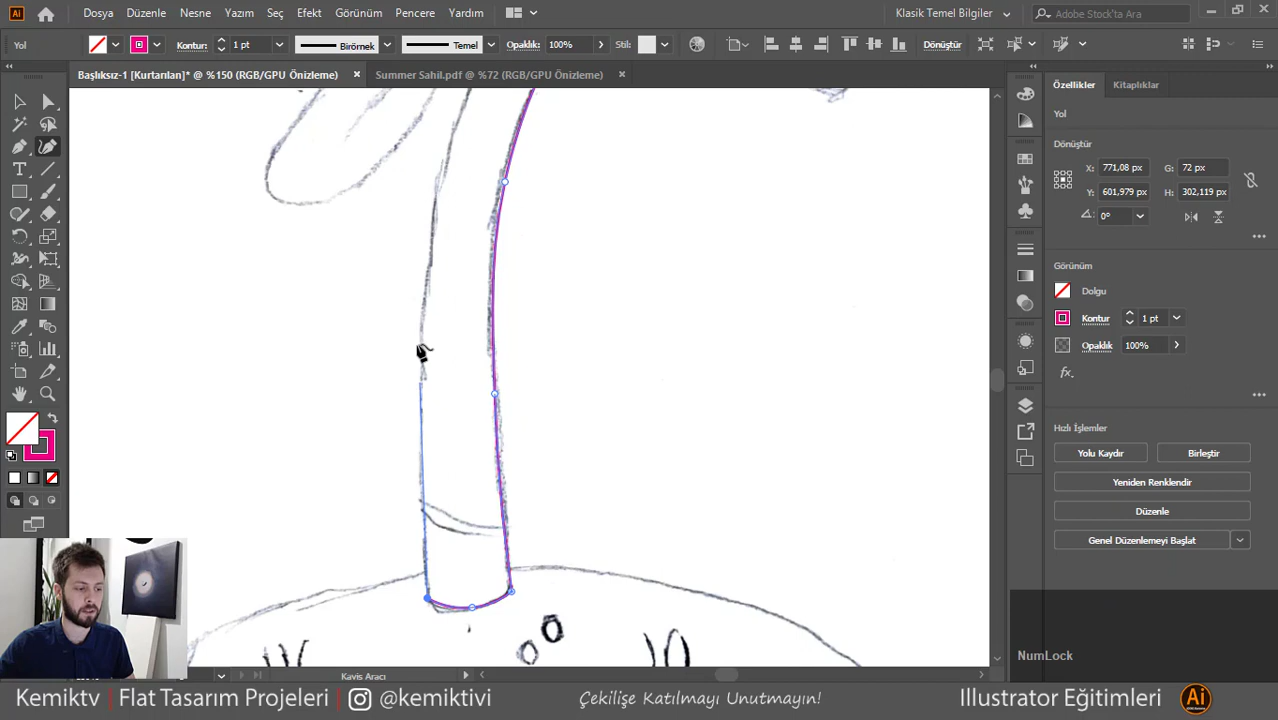 Dosya Düzenle Nesne Yazım Seç Efekt Görünüm Pencere Yardım
Klasik Temel Bilgiler
Adobe Stock'ta Ara
Yol
Kontur:
1 pt
Birörnek
Temel
Opaklık:
100%
Stil:
Dönüştür
Başlıksız-1 [Kurtarılan]* @ %150 (RGB/GPU Önizleme)
Summer Sahil.pdf @ %72 (RGB/GPU Önizleme)
Özellikler
Kitaplıklar
Yol
Dönüştür
X: 771,08 px
G: 72 px
Y: 601,979 px
H: 302,119 px
0°
Görünüm
Dolgu
Kontur
1 pt
Opaklık
100%
fx.
Hızlı İşlemler
Yolu Kaydır
Birleştir
Yeniden Renklendir
Düzenle
Genel Düzenlemeyi Başlat
NumLock
Kavis Aracı
Kemiktv | Flat Tasarım Projeleri | @kemiktivi
Çekilişe Katılmayı Unutmayın!
Illustrator Eğitimleri
Ai